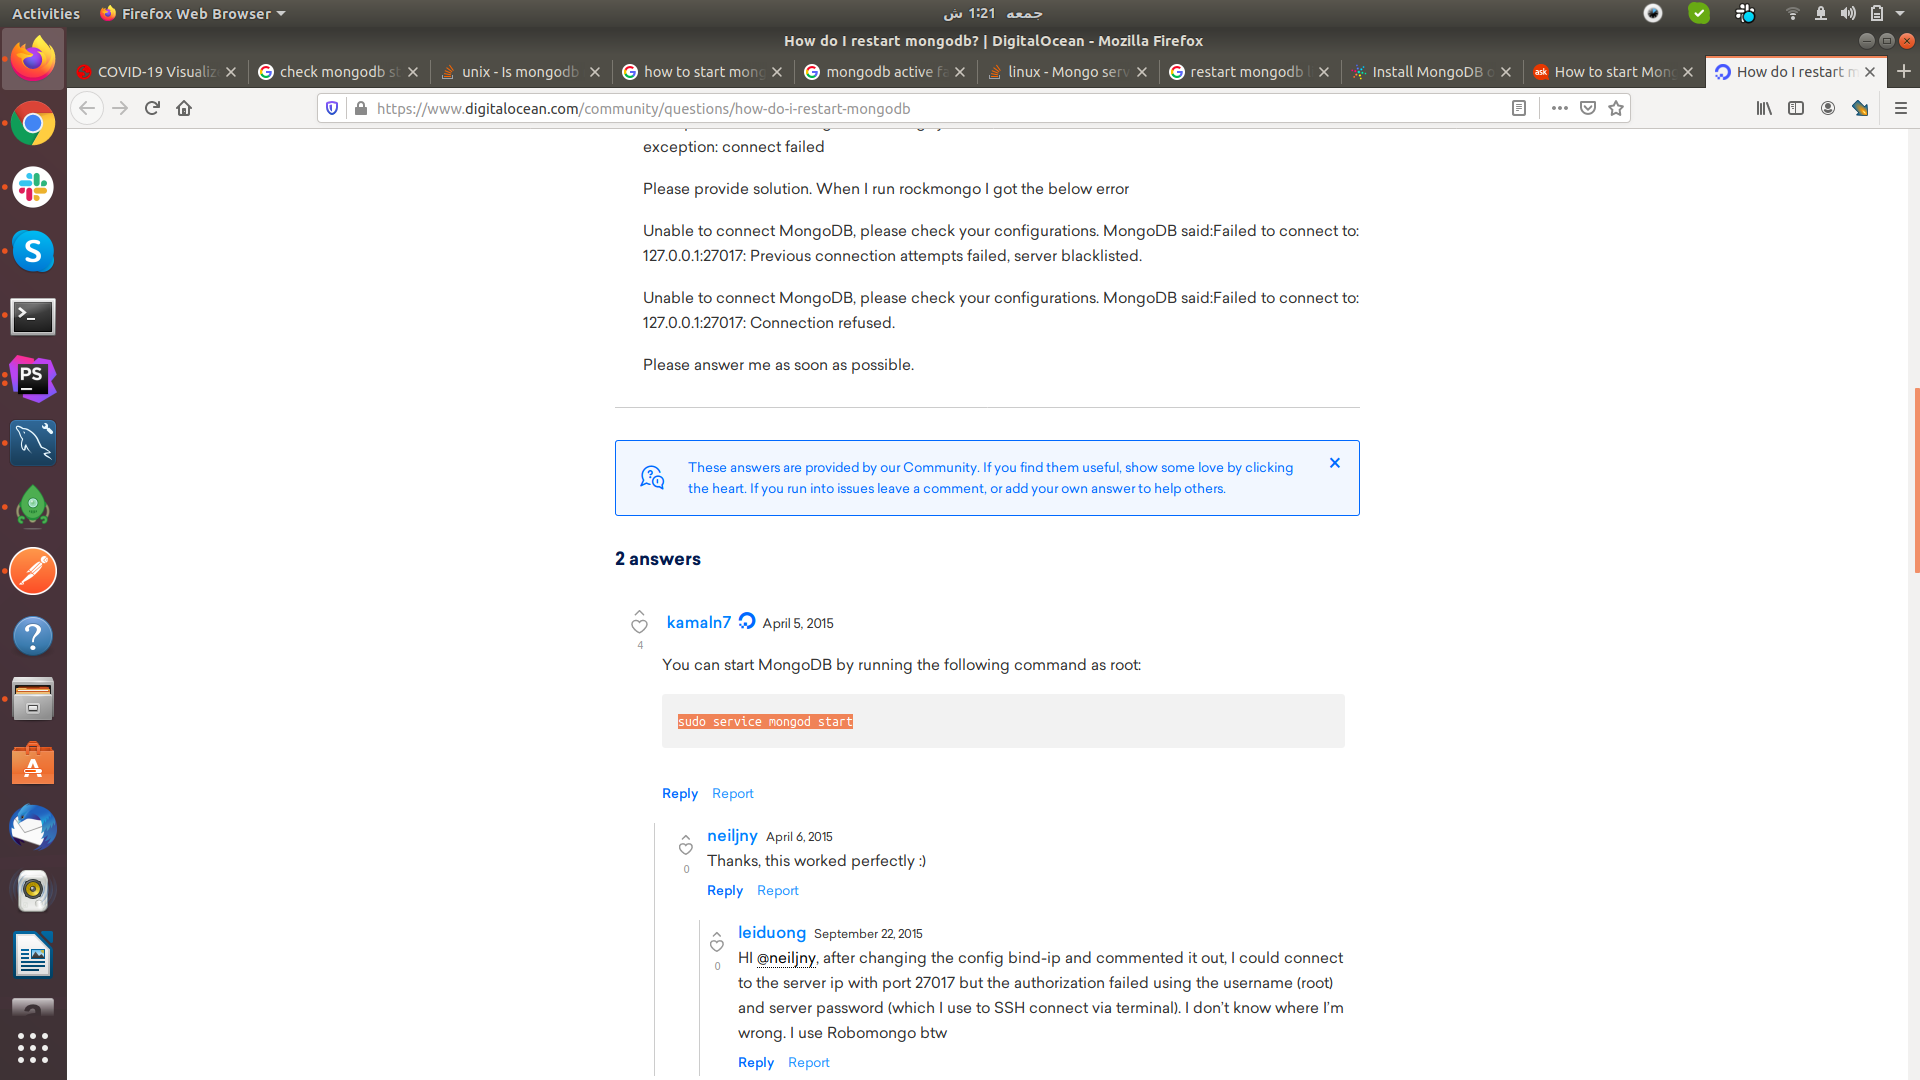 Activities
Firefox Web Browser
جمعه 1:21 ش
How do I restart mongodb? | DigitalOcean - Mozilla Firefox
COVID-19 Visualiz
check mongodb st
unix - Is mongodb
how to start mong
mongodb active fa
linux - Mongo serv
restart mongodb l
Install MongoDB o
ask How to start Mong
How do I restart m
https://www.digitalocean.com/community/questions/how-do-i-restart-mongodb
exception: connect failed
Please provide solution. When I run rockmongo I got the below error
Unable to connect MongoDB, please check your configurations. MongoDB said:Failed to connect to:
127.0.0.1:27017: Previous connection attempts failed, server blacklisted.
Unable to connect MongoDB, please check your configurations. MongoDB said:Failed to connect to:
127.0.0.1:27017: Connection refused.
Please answer me as soon as possible.
These answers are provided by our Community. If you find them useful, show some love by clicking
the heart. If you run into issues leave a comment, or add your own answer to help others.
2 answers
kamaln7 April 5, 2015
4
You can start MongoDB by running the following command as root:
sudo service mongod start
Reply Report
neiljny April 6, 2015
0
Thanks, this worked perfectly :)
Reply Report
leiduong September 22, 2015
0
HI @neiljny, after changing the config bind-ip and commented it out, I could connect
to the server ip with port 27017 but the authorization failed using the username (root)
and server password (which I use to SSH connect via terminal). I don’t know where I’m
wrong. I use Robomongo btw
Reply Report
PS